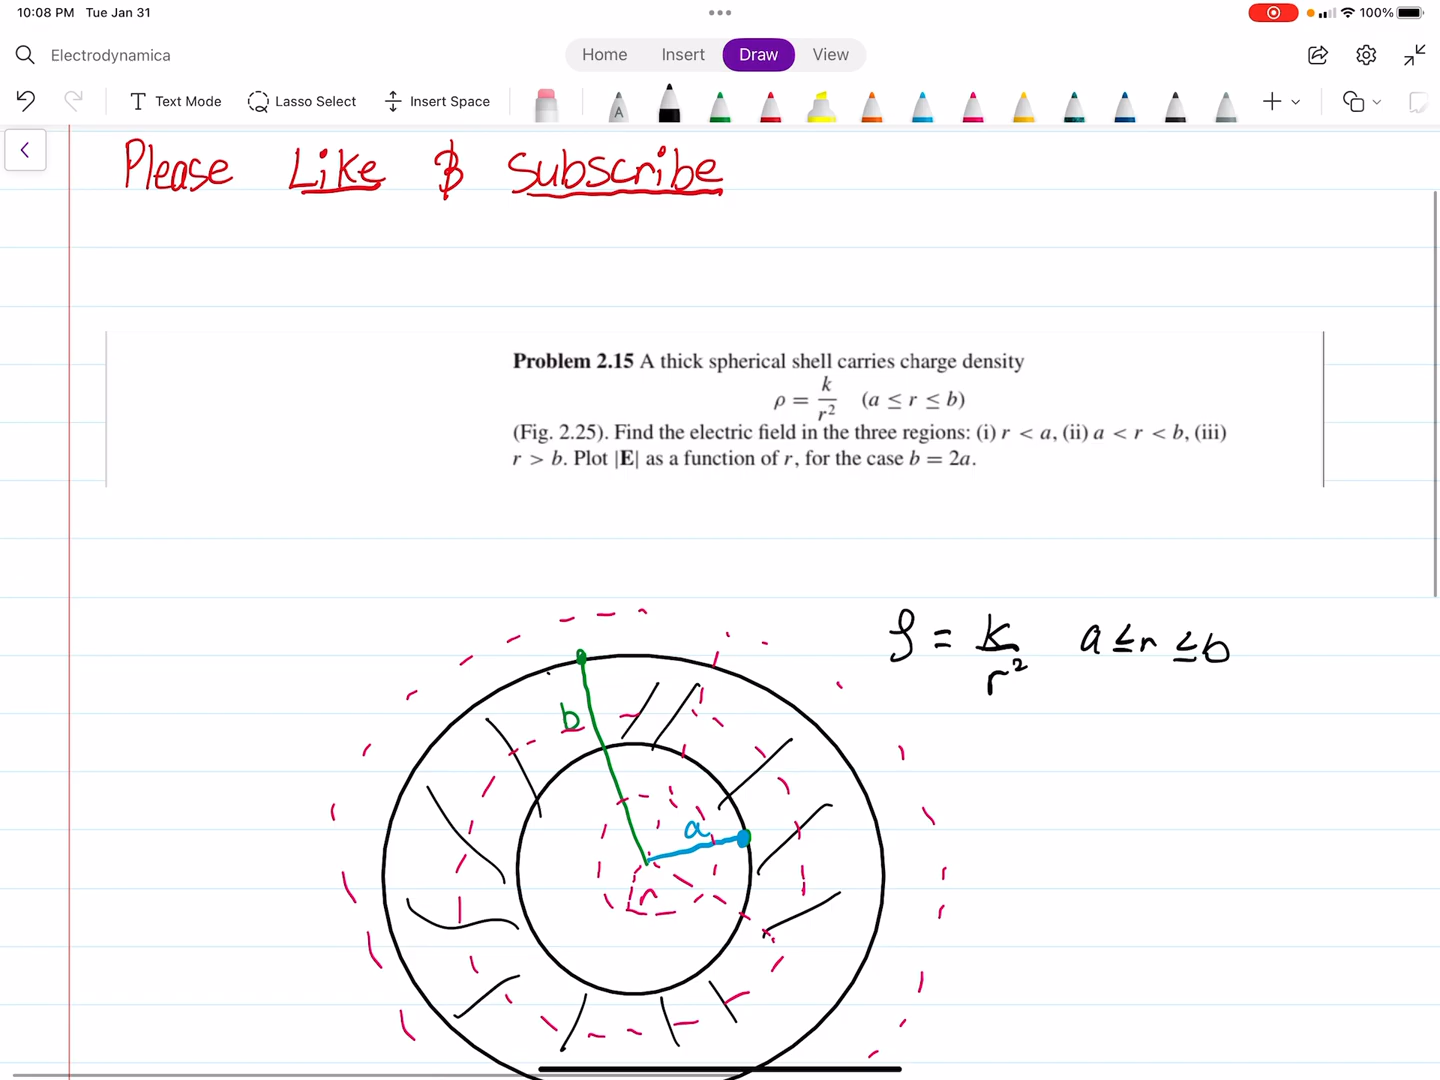 10:08 PM Tue Jan 31
100%
Electrodynamica
Home Insert Draw View
Text Mode Lasso Select Insert Space
A
Please Like & Subscribe
Problem 2.15 A thick spherical shell carries charge density
ρ = k/r² (a ≤ r ≤ b)
(Fig. 2.25). Find the electric field in the three regions: (i) r < a, (ii) a < r < b, (iii)
r > b. Plot |E| as a function of r, for the case b = 2a.
ρ = k/r² a ≤ r ≤ b
b
a
r